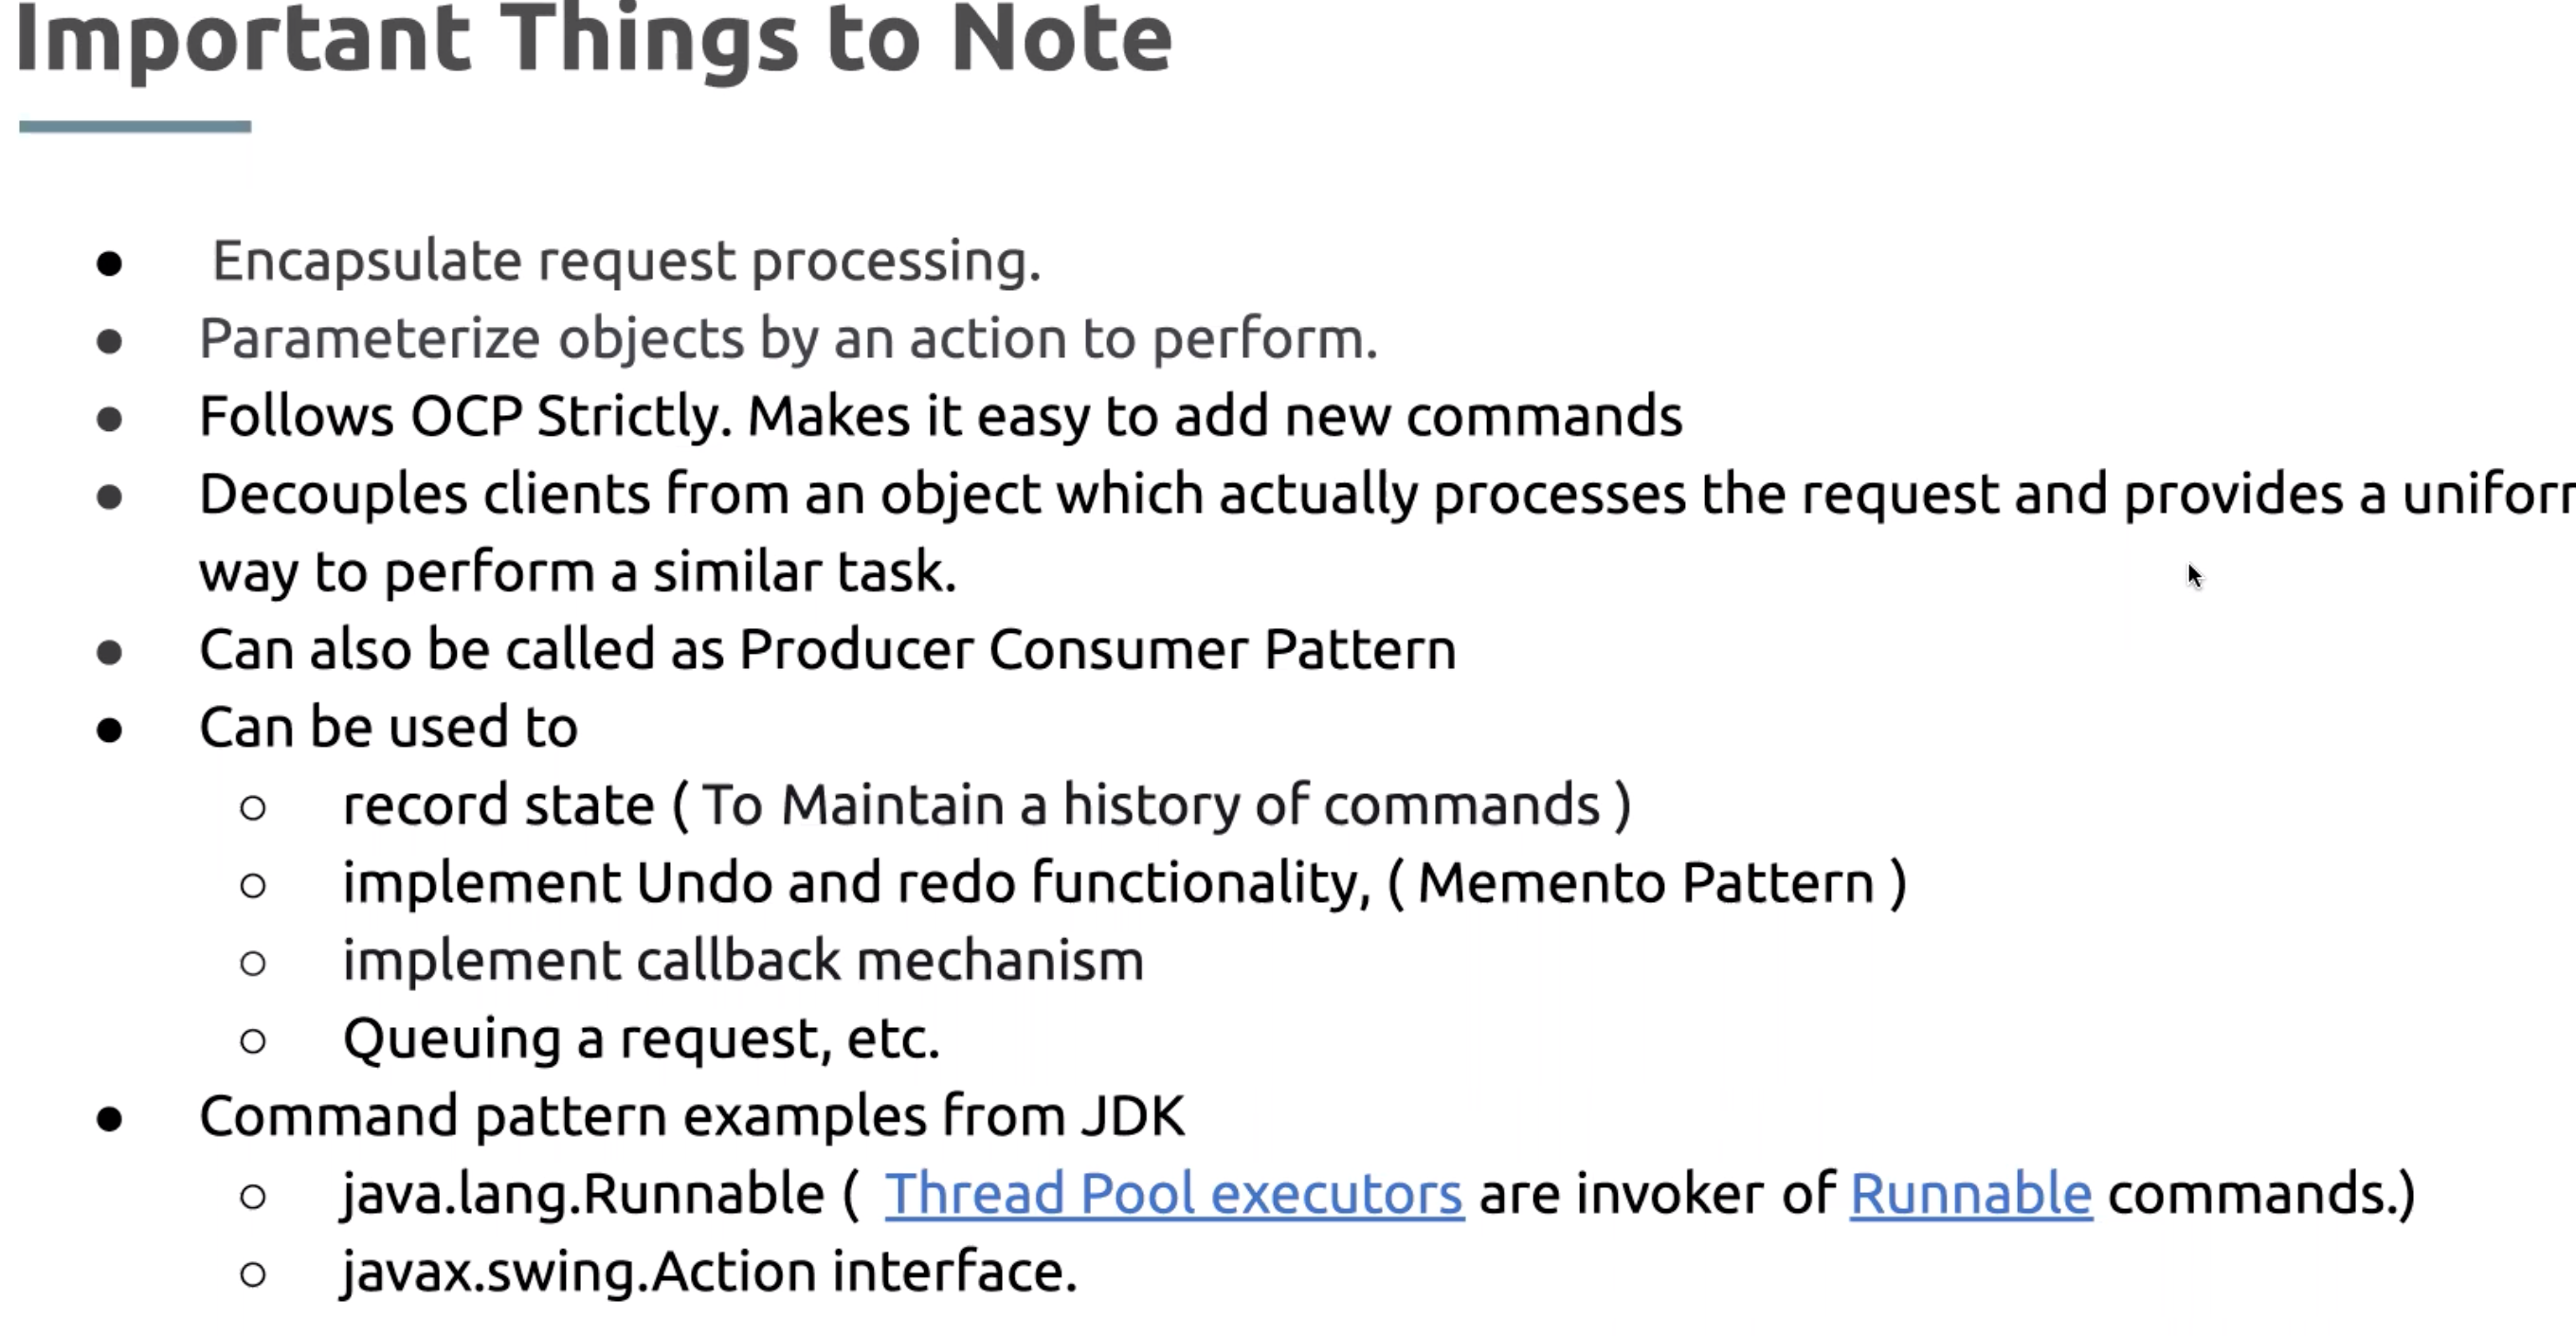 Important Things to Note
● Encapsulate request processing.
● Parameterize objects by an action to perform.
● Follows OCP Strictly. Makes it easy to add new commands
● Decouples clients from an object which actually processes the request and provides a
way to perform a similar task.
● Can also be called as Producer Consumer Pattern
● Can be used to
○ record state ( To Maintain a history of commands )
○ implement Undo and redo functionality, ( Memento Pattern )
○ implement callback mechanism
○ Queuing a request, etc.
● Command pattern examples from JDK
○ java.lang.Runnable ( Thread Pool executors are invoker of Runnable commands.)
○ javax.swing.Action interface.